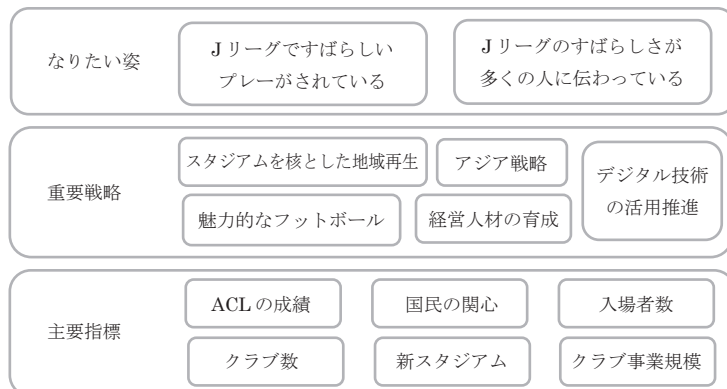 なりたい姿
Jリーグですばらしい
プレーがされている
Jリーグのすばらしさが
多くの人に伝わっている
重要戦略
スタジアムを核とした地域再生
アジア戦略
デジタル技術
の活用推進
魅力的なフットボール
経営人材の育成
主要指標
ACLの成績
国民の関心
入場者数
クラブ数
新スタジアム
クラブ事業規模